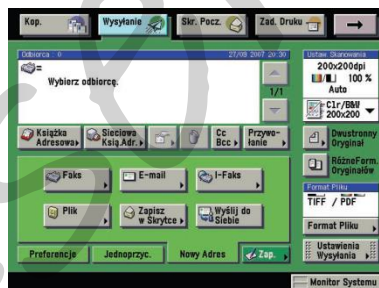 Kop.
Wysyłanie
Skr. Pocz.
Zad. Druku
Odbiorca : 0
27/09 2007 20:30
Wybierz odbiorcę.
1/1
Książka Adresowa
Sieciowa Ksią.Adr.
Cc Bcc
Przywo-łanie
Faks
E-mail
I-Faks
Plik
Zapisz w Skrytce
Wyślij do Siebie
Preferencje
Jednoprzyc.
Nowy Adres
Zap.
Ustaw Skanowania
200x200dpi
100 %
Auto
Clr/B&W
200x200
Dwustronny Oryginał
RóżneForm. Oryginałów
Format Pliku
TIFF / PDF
Format Pliku
Ustawienia Wysyłania
Monitor Systemu